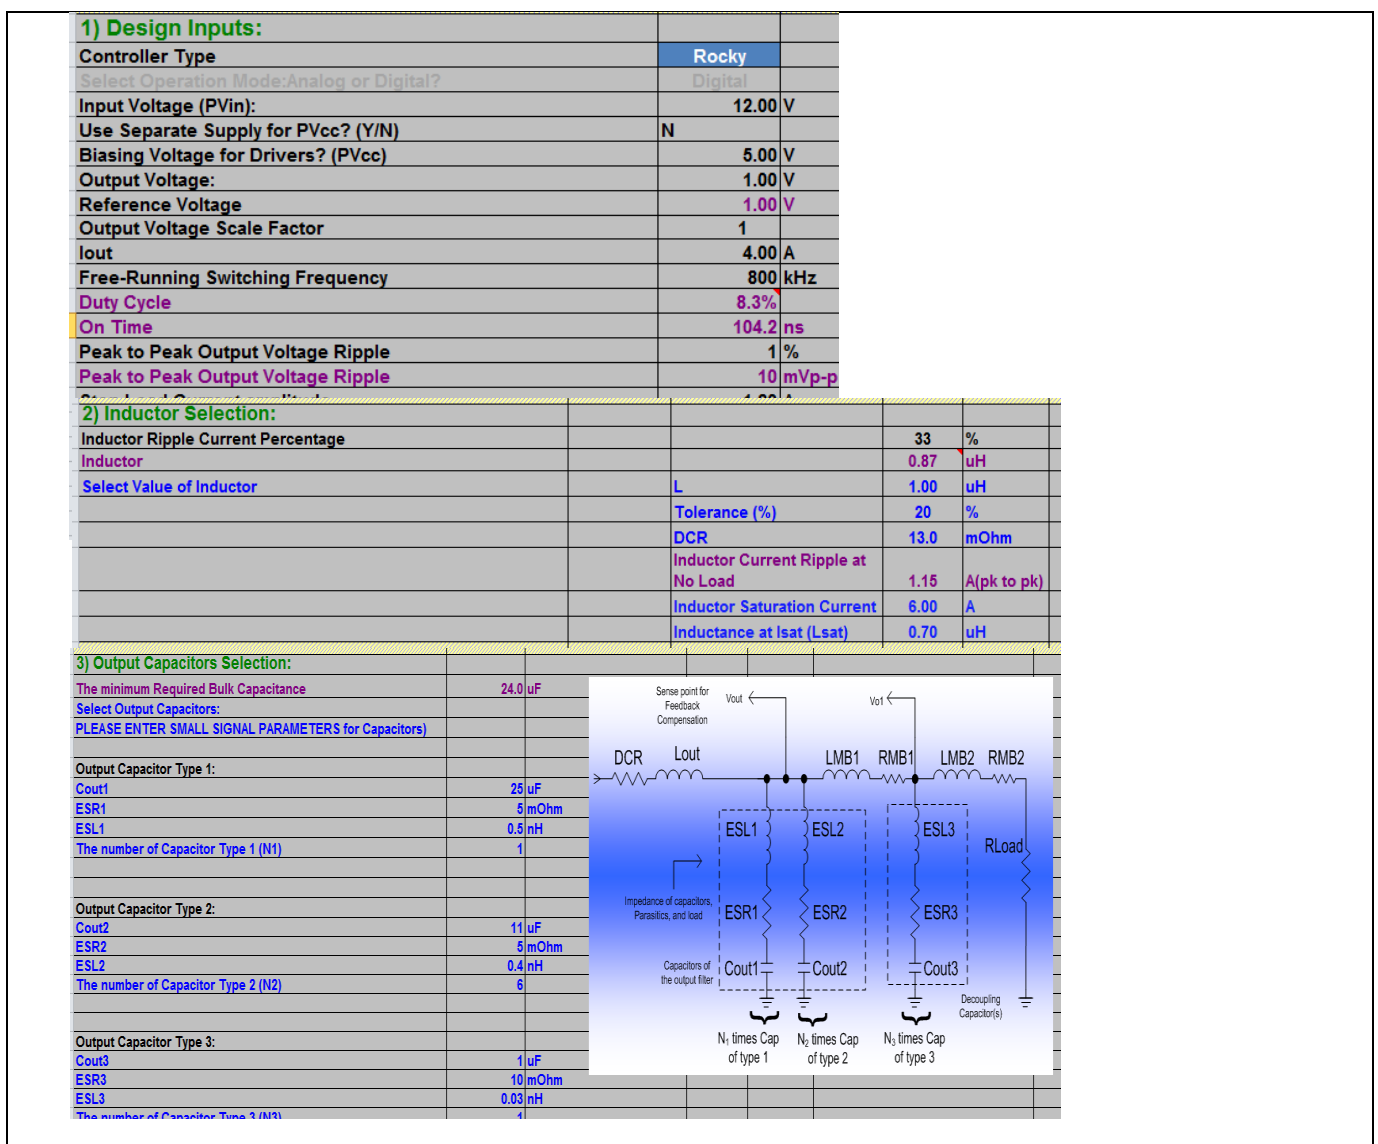 1) Design Inputs:
Controller Type Rocky
Select Operation Mode:Analog or Digital? Digital
Input Voltage (PVin): 12.00 V
Use Separate Supply for PVcc? (Y/N) N
Biasing Voltage for Drivers? (PVcc) 5.00 V
Output Voltage: 1.00 V
Reference Voltage 1.00 V
Output Voltage Scale Factor 1
Iout 4.00 A
Free-Running Switching Frequency 800 kHz
Duty Cycle 8.3%
On Time 104.2 ns
Peak to Peak Output Voltage Ripple 1 %
Peak to Peak Output Voltage Ripple 10 mVp-p
2) Inductor Selection:
Inductor Ripple Current Percentage 33 %
Inductor 0.87 uH
Select Value of Inductor L 1.00 uH
Tolerance (%) 20 %
DCR 13.0 mOhm
Inductor Current Ripple at
No Load 1.15 A(pk to pk)
Inductor Saturation Current 6.00 A
Inductance at Isat (Lsat) 0.70 uH
3) Output Capacitors Selection:
The minimum Required Bulk Capacitance 24.0 uF
Select Output Capacitors:
PLEASE ENTER SMALL SIGNAL PARAMETERS for Capacitors)
Output Capacitor Type 1:
Cout1 25 uF
ESR1 5 mOhm
ESL1 0.5 nH
The number of Capacitor Type 1 (N1) 1
Output Capacitor Type 2:
Cout2 11 uF
ESR2 5 mOhm
ESL2 0.4 nH
The number of Capacitor Type 2 (N2) 6
Output Capacitor Type 3:
Cout3 1 uF
ESR3 10 mOhm
ESL3 0.03 nH
The number of Capacitor Type 3 (N3) 1
Sense point for
Feedback
Compensation
Vout
Vo1
DCR Lout LMB1 RMB1 LMB2 RMB2
ESL1 ESL2 ESL3
RLoad
Impedance of capacitors,
Parasitics, and load
ESR1 ESR2 ESR3
Capacitors of
the output filter
Cout1 Cout2 Cout3
Decoupling
Capacitor(s)
N1 times Cap
of type 1
N2 times Cap
of type 2
N3 times Cap
of type 3